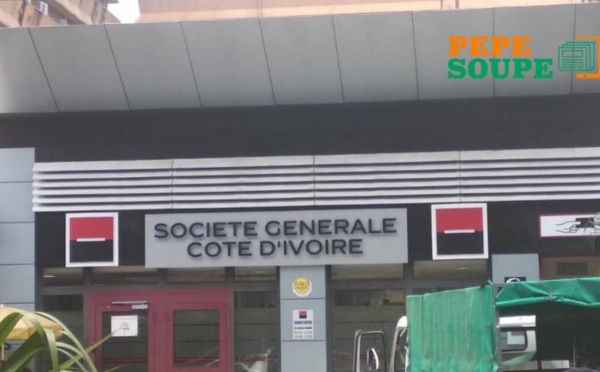 PEPE
SOUPE
SOCIETE GENERALE
COTE D'IVOIRE